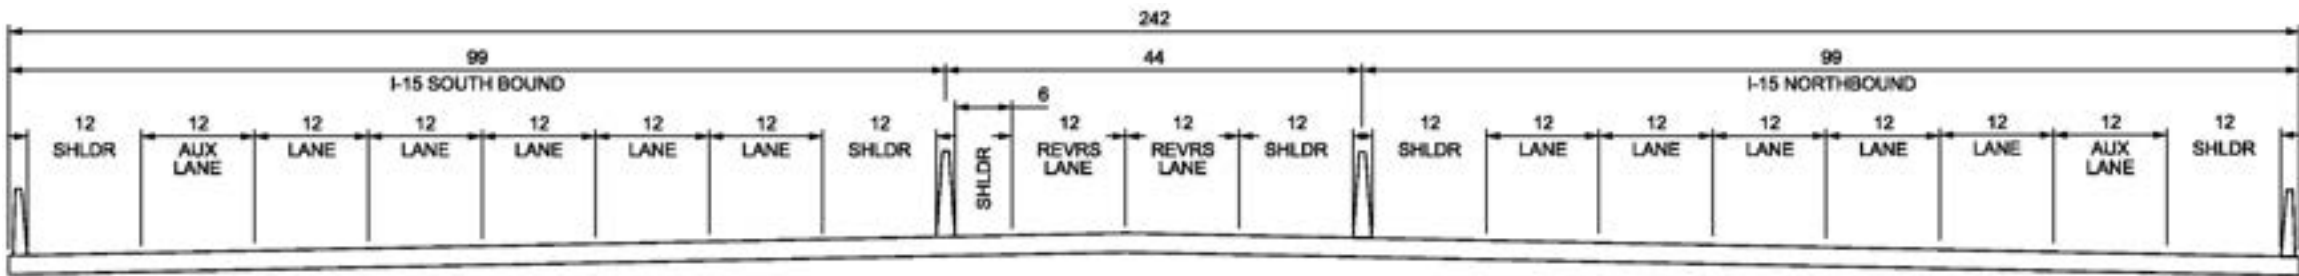 242
99
44
99
I-15 SOUTH BOUND
I-15 NORTHBOUND
6
12 12 12 12 12 12 12 12 12 12 12 12 12 12 12 12 12 12 12
SHLDR AUX LANE LANE LANE LANE LANE SHLDR SHLDR REVRS REVRS SHLDR SHLDR LANE LANE LANE LANE LANE AUX SHLDR
LANE LANE LANE LANE